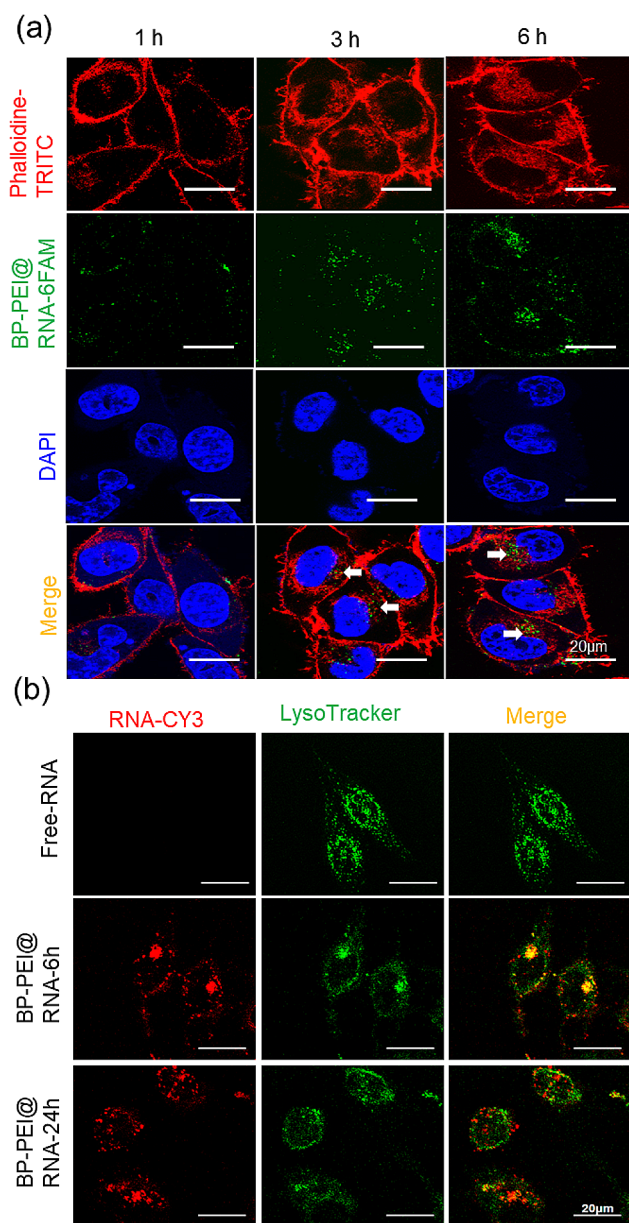 (a)
1 h
3 h
6 h
Phalloidine-
TRITC
BP-PEI@
RNA-6FAM
DAPI
Merge
20μm
(b)
RNA-CY3
LysoTracker
Merge
Free-RNA
BP-PEI@
RNA-6h
BP-PEI@
RNA-24h
20μm